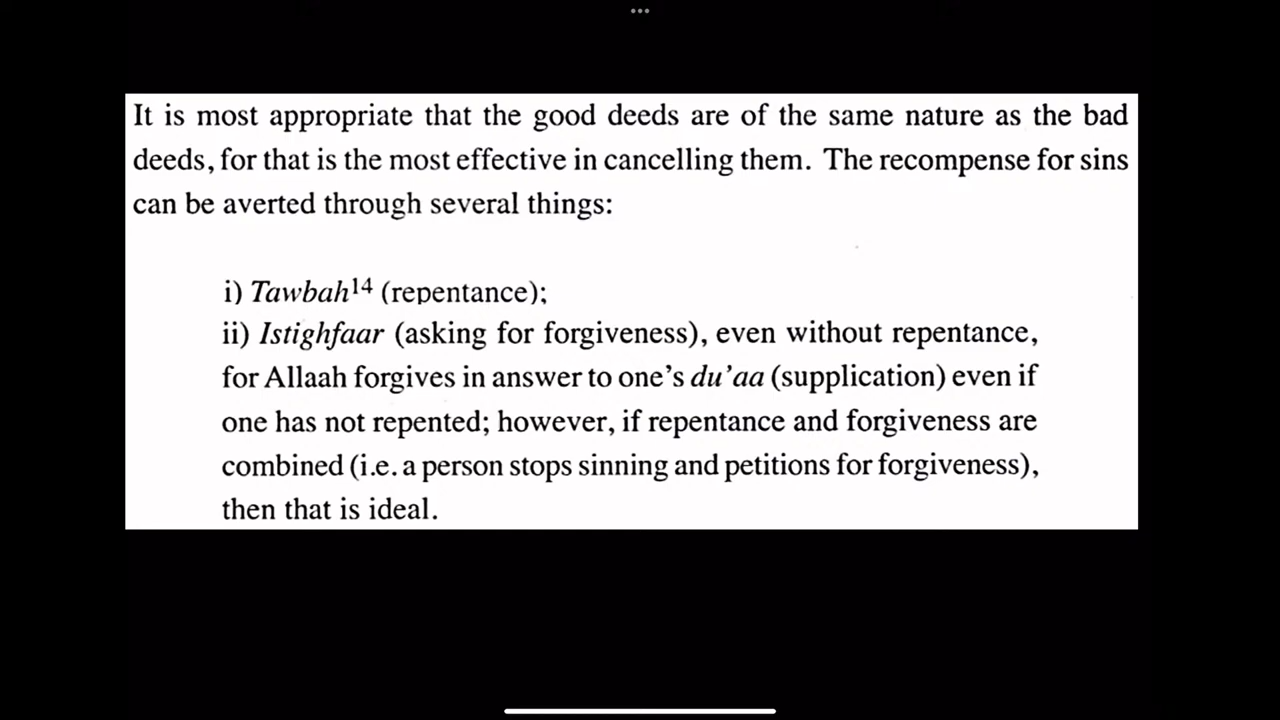 It is most appropriate that the good deeds are of the same nature as the bad
deeds, for that is the most effective in cancelling them. The recompense for sins
can be averted through several things:
i) Tawbah14 (repentance);
ii) Istighfaar (asking for forgiveness), even without repentance,
for Allaah forgives in answer to one's du'aa (supplication) even if
one has not repented; however, if repentance and forgiveness are
combined (i.e. a person stops sinning and petitions for forgiveness),
then that is ideal.